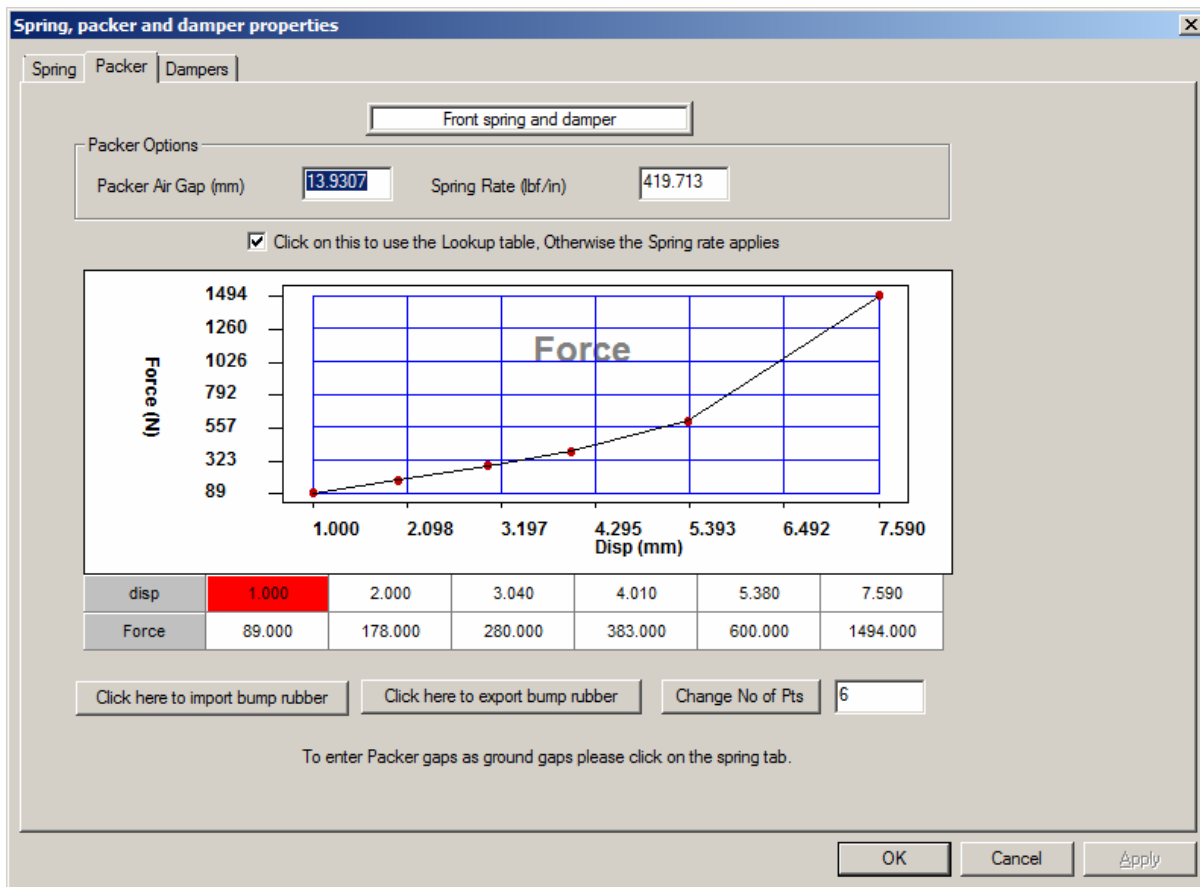 Spring, packer and damper properties
Spring Packer Dampers
Front spring and damper
Packer Options
Packer Air Gap (mm) 13.9307 Spring Rate (lbf/in) 419.713
Click on this to use the Lookup table, Otherwise the Spring rate applies
Force
1494
1260
1026
792
557
323
89
Force (N)
1.000 2.098 3.197 4.295 5.393 6.492 7.590
Disp (mm)
disp 1.000 2.000 3.040 4.010 5.380 7.590
Force 89.000 178.000 280.000 383.000 600.000 1494.000
Click here to import bump rubber Click here to export bump rubber Change No of Pts 6
To enter Packer gaps as ground gaps please click on the spring tab.
OK Cancel Apply